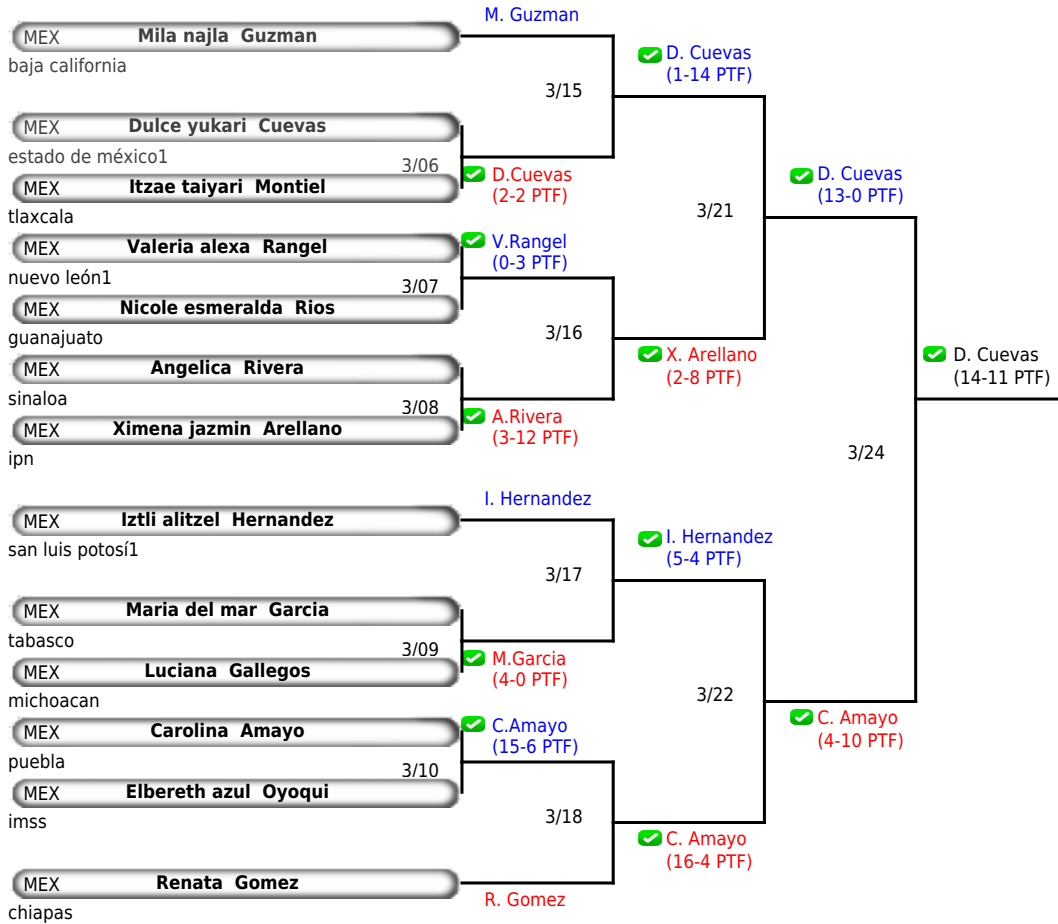 M. Guzman
MEX Mila najla Guzman
baja california
D. Cuevas
(1-14 PTF)
3/15
MEX Dulce yukari Cuevas
estado de méxico1
3/06
MEX Itzae taiyari Montiel
tlaxcala
D.Cuevas
(2-2 PTF)
D. Cuevas
(13-0 PTF)
3/21
MEX Valeria alexa Rangel
nuevo león1
V.Rangel
(0-3 PTF)
3/07
MEX Nicole esmeralda Rios
guanajuato
3/16
MEX Angelica Rivera
sinaloa
X. Arellano
(2-8 PTF)
D. Cuevas
(14-11 PTF)
3/08
MEX Ximena jazmin Arellano
ipn
A.Rivera
(3-12 PTF)
3/24
I. Hernandez
MEX Iztli alitzel Hernandez
san luis potosí1
I. Hernandez
(5-4 PTF)
3/17
MEX Maria del mar Garcia
tabasco
3/09
MEX Luciana Gallegos
michoacan
M.Garcia
(4-0 PTF)
3/22
MEX Carolina Amayo
puebla
C.Amayo
(15-6 PTF)
C. Amayo
(4-10 PTF)
3/10
MEX Elbereth azul Oyoqui
imss
3/18
C. Amayo
(16-4 PTF)
MEX Renata Gomez
chiapas
R. Gomez